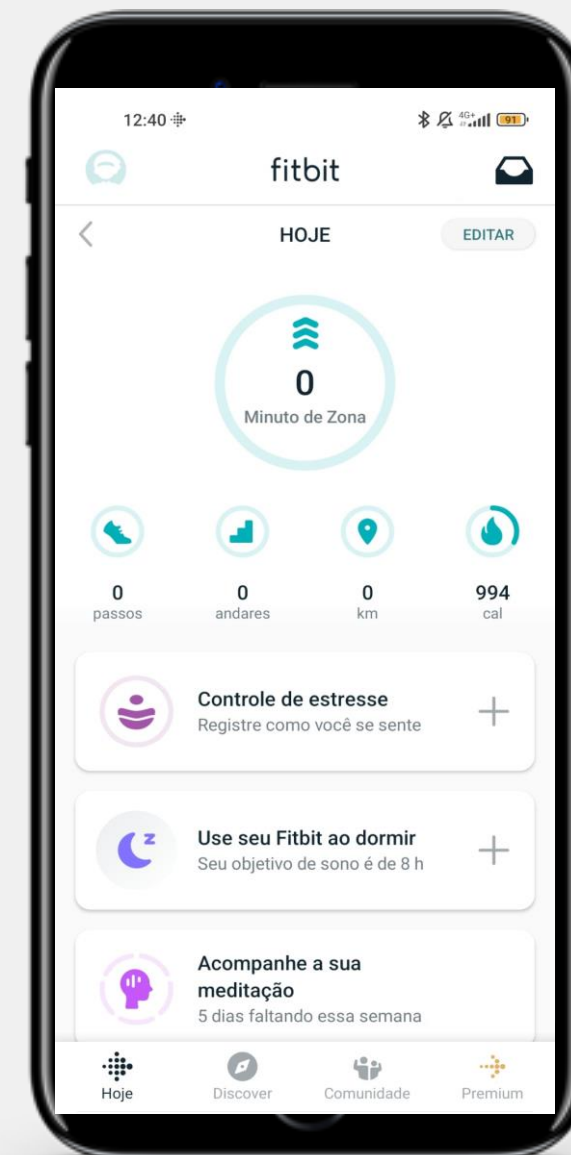 12:40
4G+
91
fitbit
HOJE
EDITAR
0
Minuto de Zona
0
passos
0
andares
0
km
994
cal
Controle de estresse
Registre como você se sente
z
Use seu Fitbit ao dormir
Seu objetivo de sono é de 8 h
Acompanhe a sua
meditação
5 dias faltando essa semana
Hoje
Discover
Comunidade
Premium